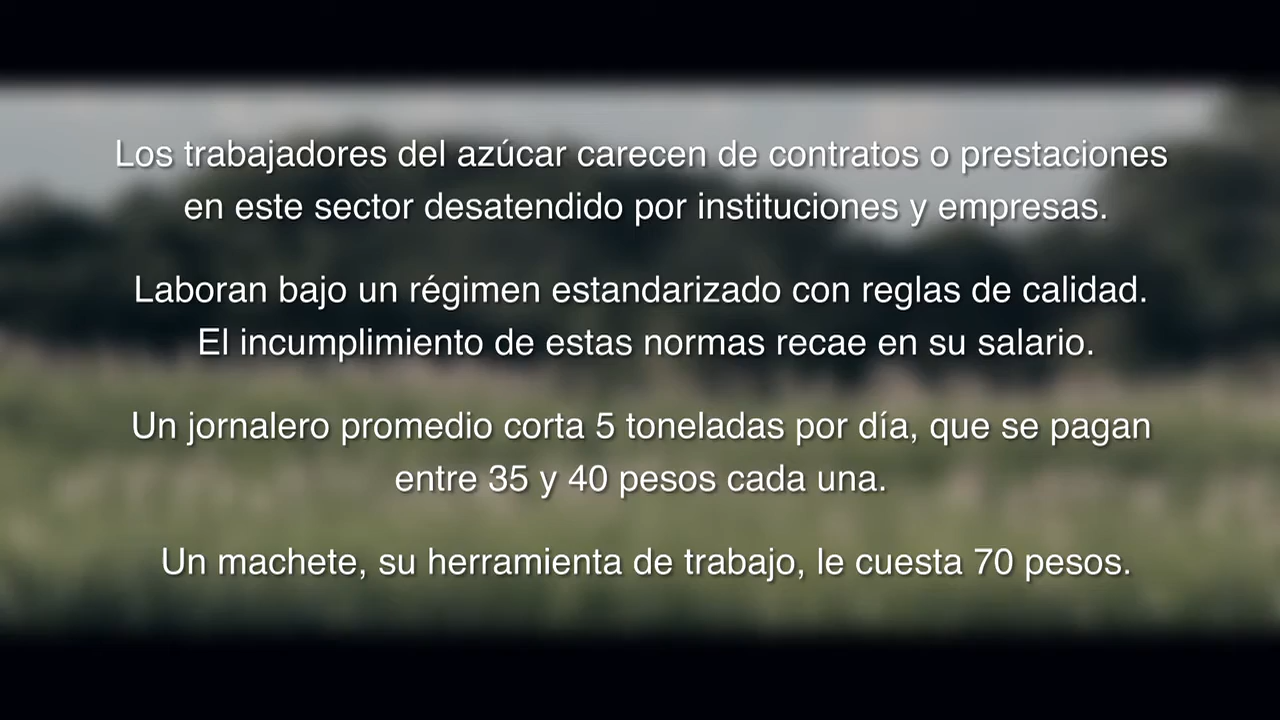 Los trabajadores del azúcar carecen de contratos o prestaciones
en este sector desatendido por instituciones y empresas.
Laboran bajo un régimen estandarizado con reglas de calidad.
El incumplimiento de estas normas recae en su salario.
Un jornalero promedio corta 5 toneladas por día, que se pagan
entre 35 y 40 pesos cada una.
Un machete, su herramienta de trabajo, le cuesta 70 pesos.